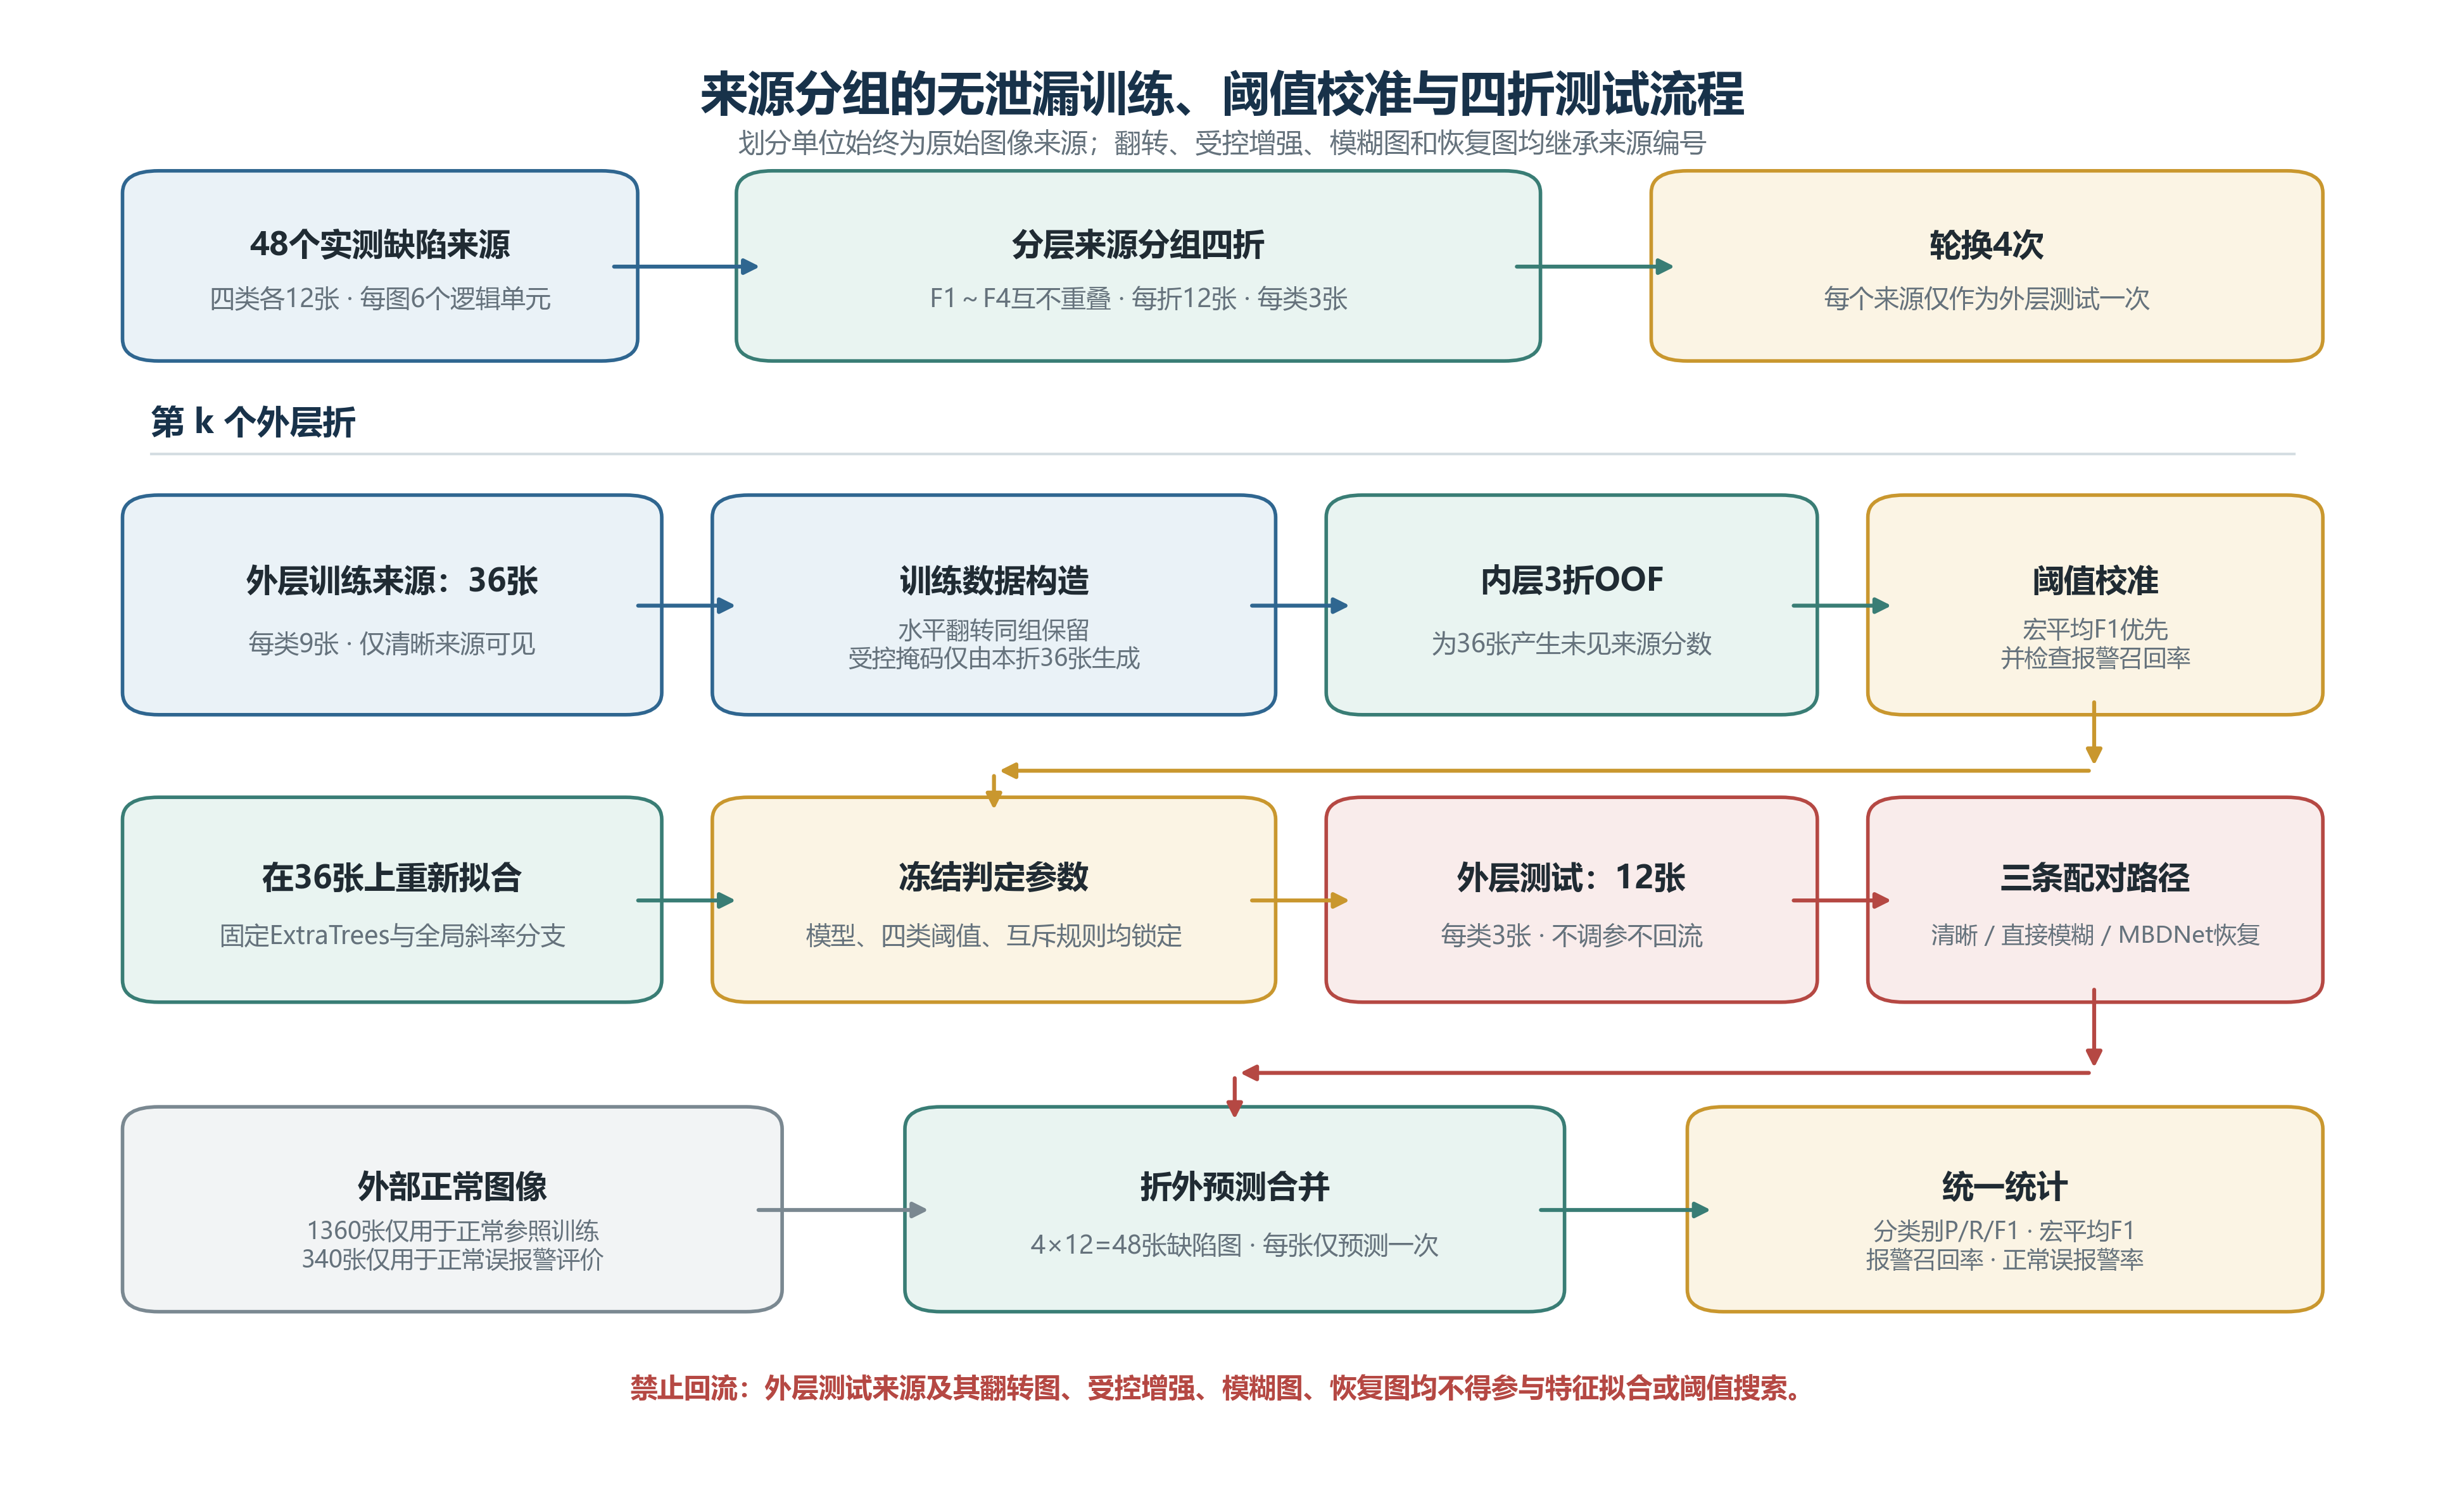 来源分组的无泄漏训练、阈值校准与四折测试流程
划分单位始终为原始图像来源；翻转、受控增强、模糊图和恢复图均继承来源编号
48个实测缺陷来源
四类各12张 · 每图6个逻辑单元
分层来源分组四折
F1～F4互不重叠 · 每折12张 · 每类3张
轮换4次
每个来源仅作为外层测试一次
第 k 个外层折
外层训练来源：36张
每类9张 · 仅清晰来源可见
训练数据构造
水平翻转同组保留
受控掩码仅由本折36张生成
内层3折OOF
为36张产生未见来源分数
阈值校准
宏平均F1优先
并检查报警召回率
在36张上重新拟合
固定ExtraTrees与全局斜率分支
冻结判定参数
模型、四类阈值、互斥规则均锁定
外层测试：12张
每类3张 · 不调参不回流
三条配对路径
清晰 / 直接模糊 / MBDNet恢复
外部正常图像
1360张仅用于正常参照训练
340张仅用于正常误报警评价
折外预测合并
4×12=48张缺陷图 · 每张仅预测一次
统一统计
分类别P/R/F1 · 宏平均F1
报警召回率 · 正常误报警率
禁止回流：外层测试来源及其翻转图、受控增强、模糊图、恢复图均不得参与特征拟合或阈值搜索。